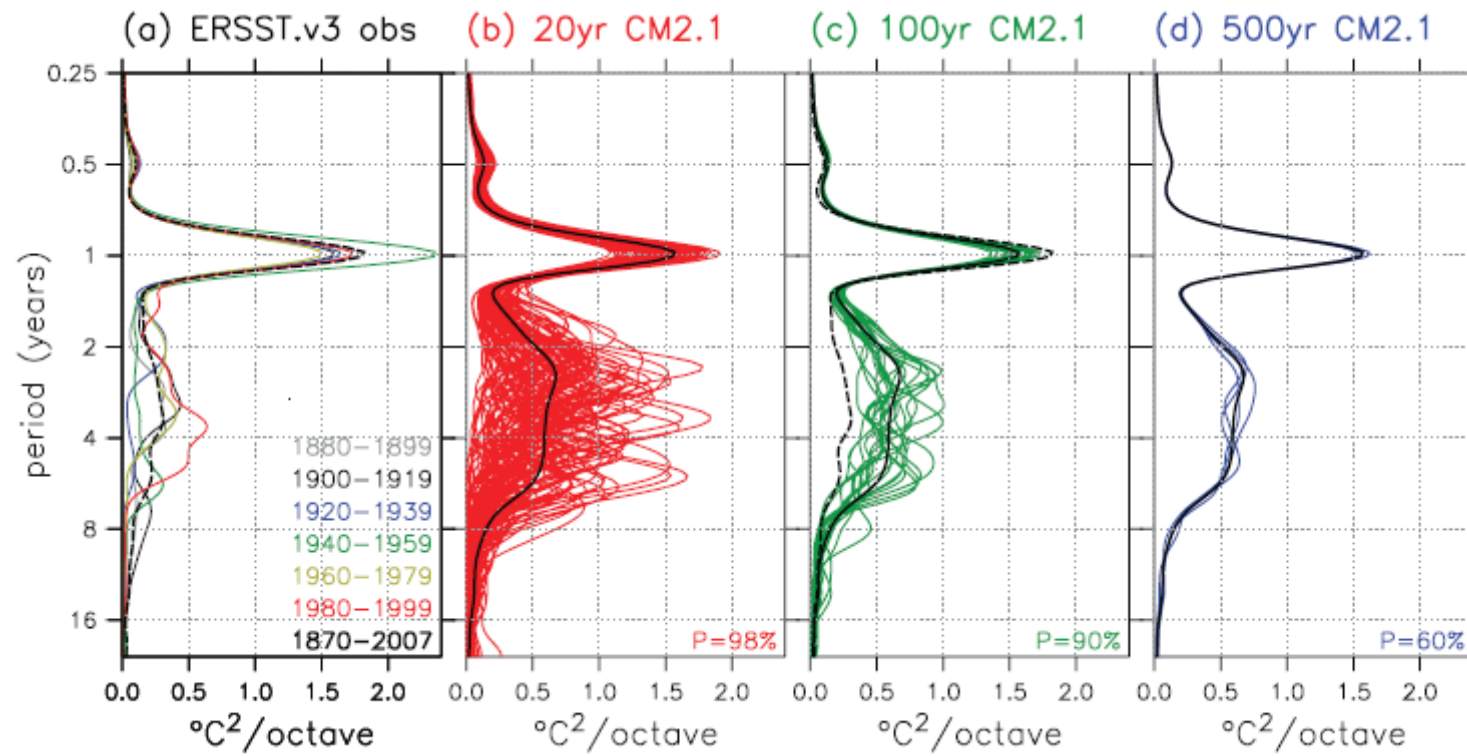 (a) ERSST.v3 obs
(b) 20yr CM2.1
(c) 100yr CM2.1
(d) 500yr CM2.1
period (years)
0.25
0.5
1
2
4
8
16
1880–1899
1900–1919
1920–1939
1940–1959
1960–1979
1980–1999
1870–2007
P=98%
P=90%
P=60%
0.0 0.5 1.0 1.5 2.0
0.0 0.5 1.0 1.5 2.0
0.0 0.5 1.0 1.5 2.0
0.0 0.5 1.0 1.5 2.0
°C²/octave
°C²/octave
°C²/octave
°C²/octave